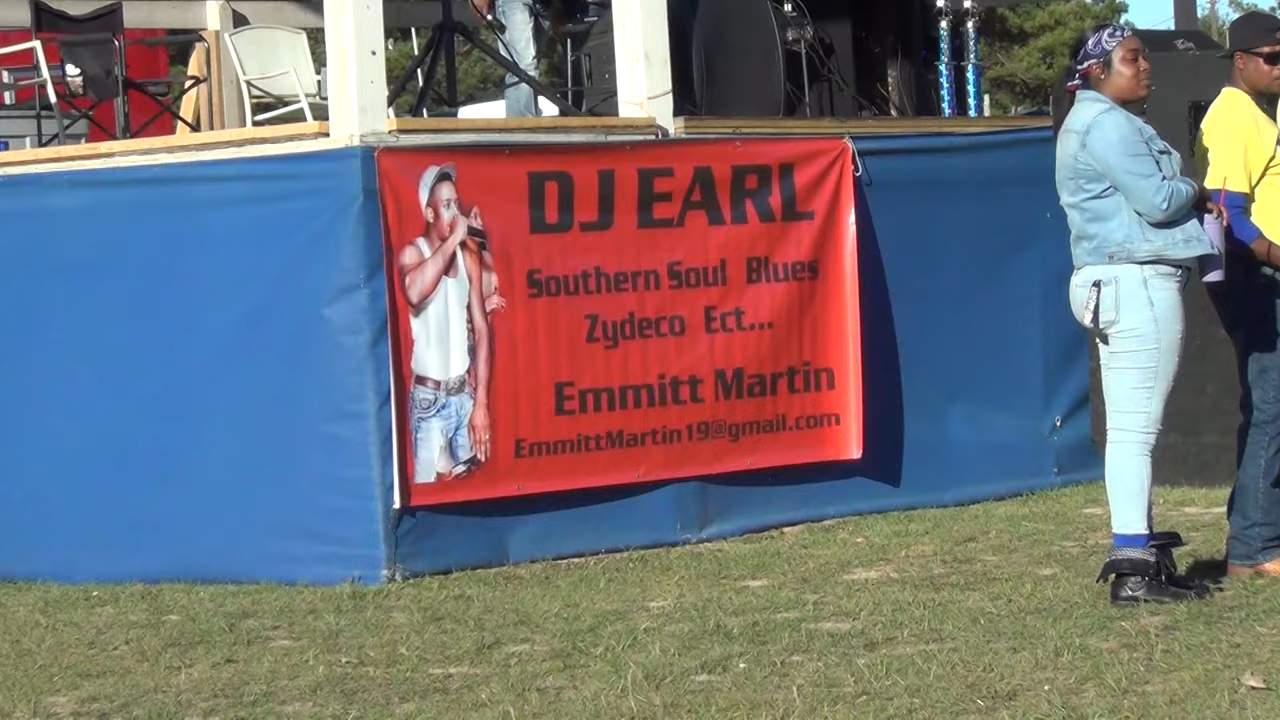 DJ EARL
Southern Soul Blues
Zydeco Ect...
Emmitt Martin
EmmittMartin19@gmail.com